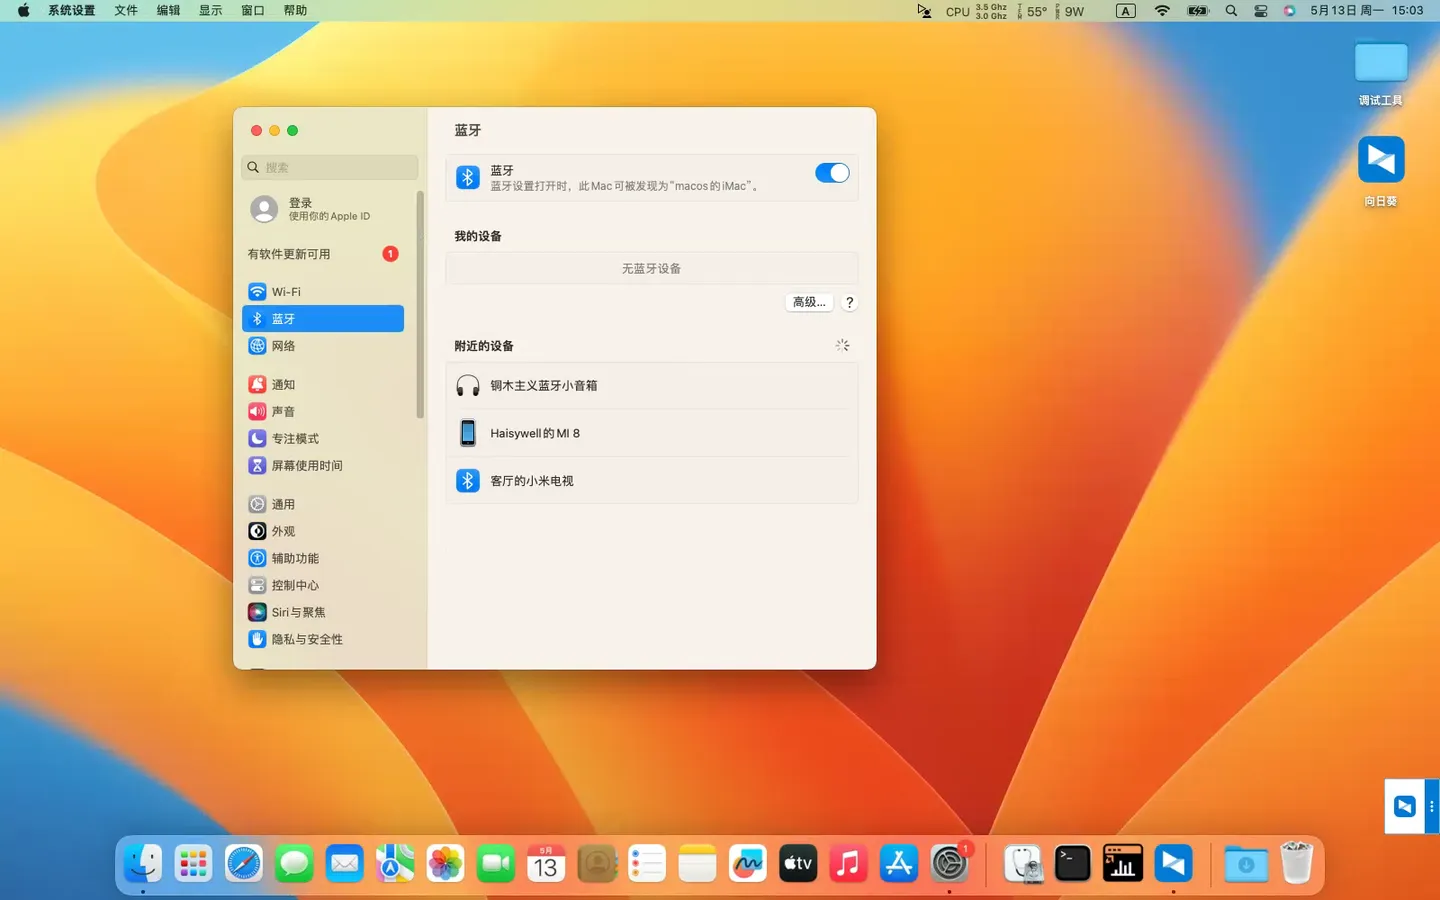 系统设置 文件 编辑 显示 窗口 帮助
CPU 3.5 Ghz 3.0 Ghz 55° 9W A 5月13日 周一 15:03
调试工具
向日葵
搜索
登录
使用你的 Apple ID
有软件更新可用 1
Wi-Fi
蓝牙
网络
通知
声音
专注模式
屏幕使用时间
通用
外观
辅助功能
控制中心
Siri与聚焦
隐私与安全性
蓝牙
蓝牙
蓝牙设置打开时，此 Mac 可被发现为“macos的iMac”。
我的设备
无蓝牙设备
高级... ?
附近的设备
铜木主义蓝牙小音箱
Haisywell的MI 8
客厅的小米电视
5月
13
tv
1